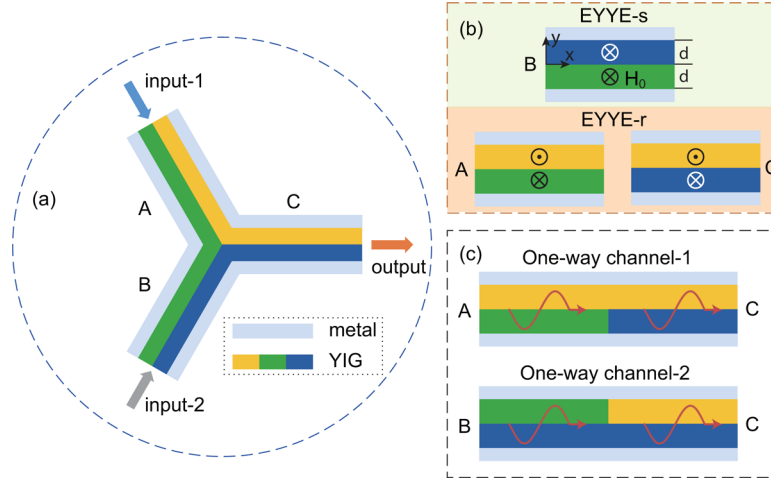 (a)
input-1
A
B
C
output
input-2
metal
YIG
(b)
EYYE-s
y
x
B
H₀
d
d
EYYE-r
A
C
(c)
One-way channel-1
A
C
One-way channel-2
B
C